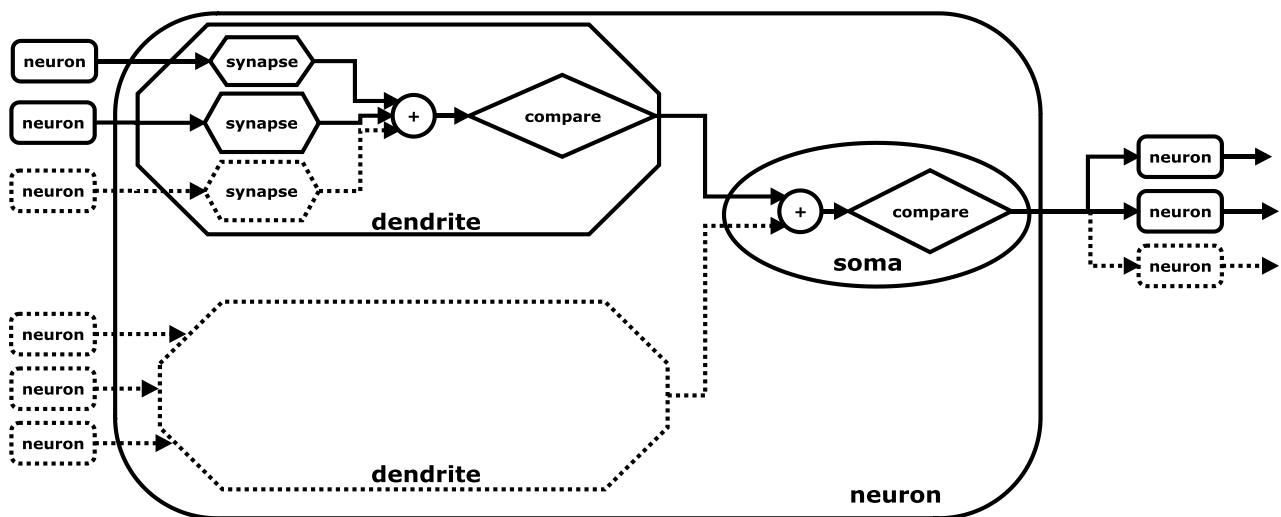 neuron
synapse
neuron
synapse
+
compare
neuron
synapse
dendrite
neuron
+
compare
neuron
soma
neuron
neuron
neuron
neuron
dendrite
neuron